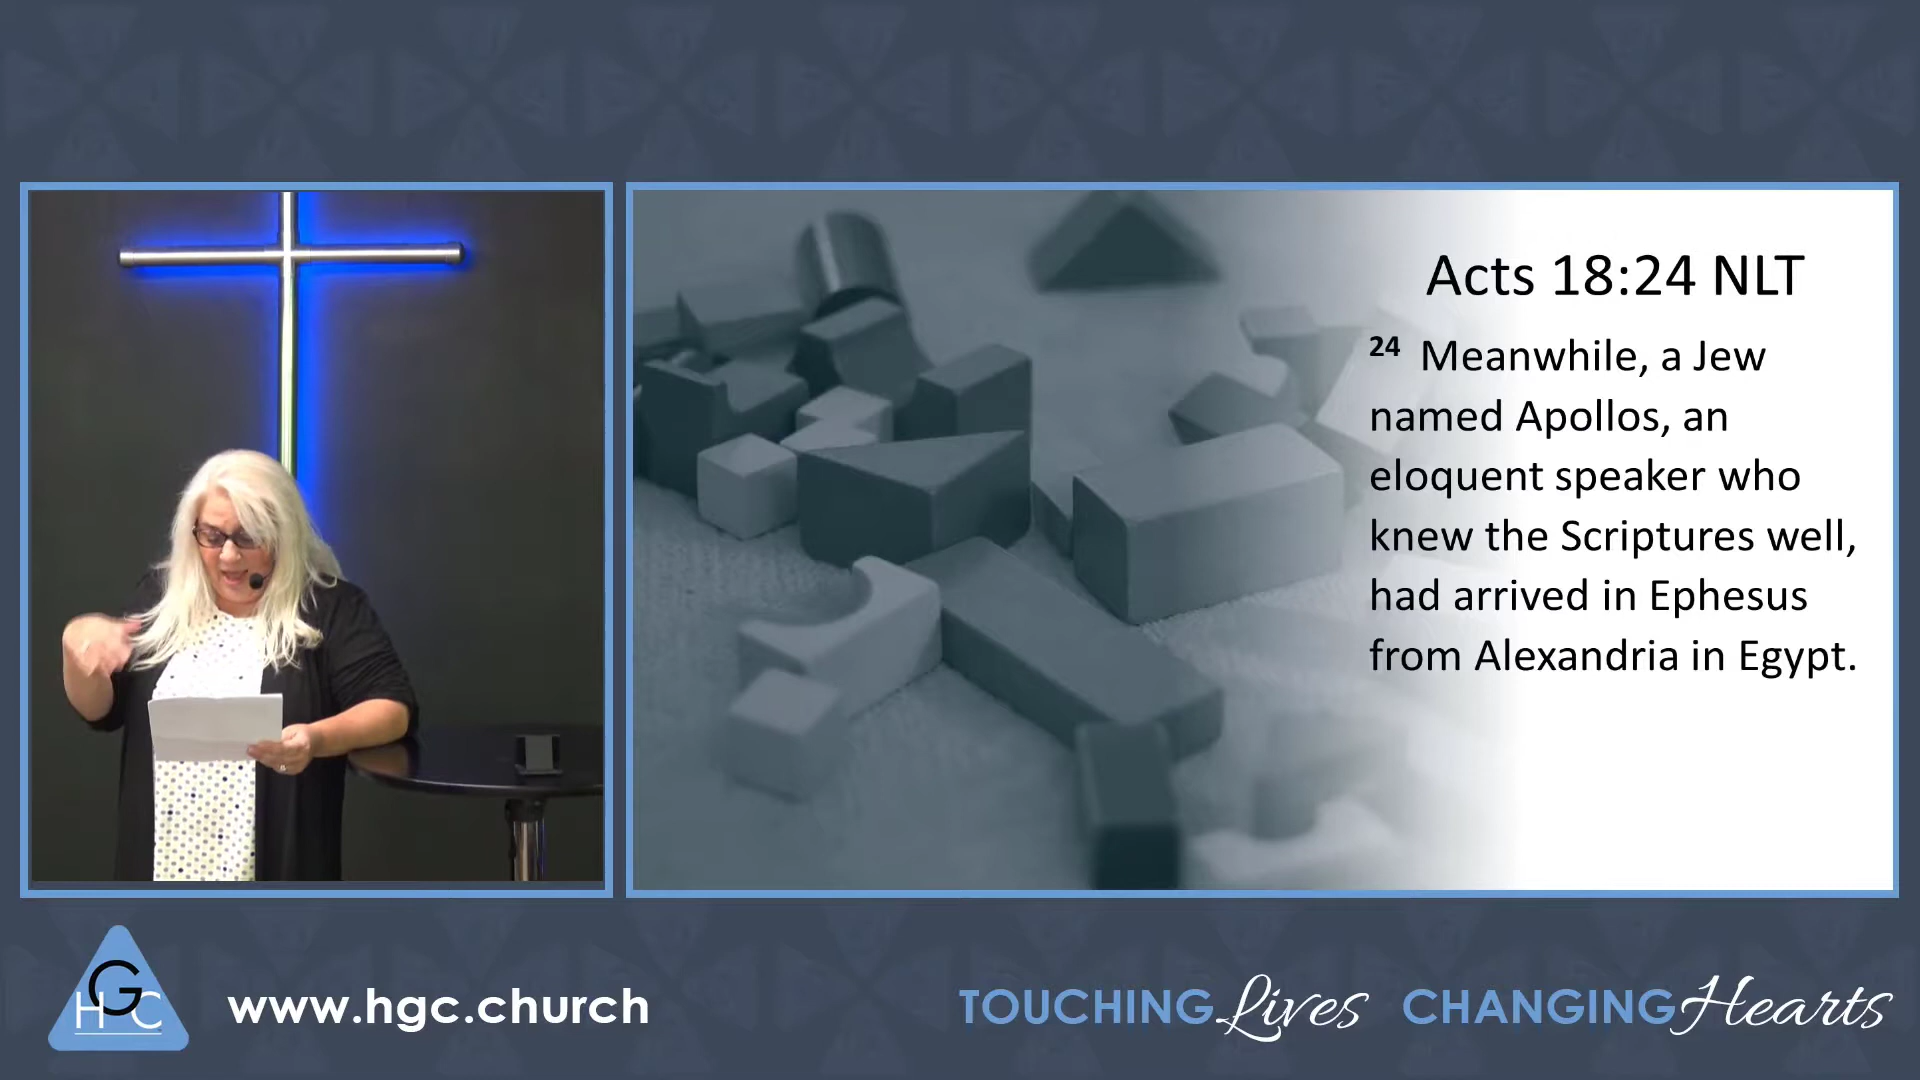 Acts 18:24 NLT
24 Meanwhile, a Jew
named Apollos, an
eloquent speaker who
knew the Scriptures well,
had arrived in Ephesus
from Alexandria in Egypt.
HGC
www.hgc.church
TOUCHING Lives CHANGING Hearts